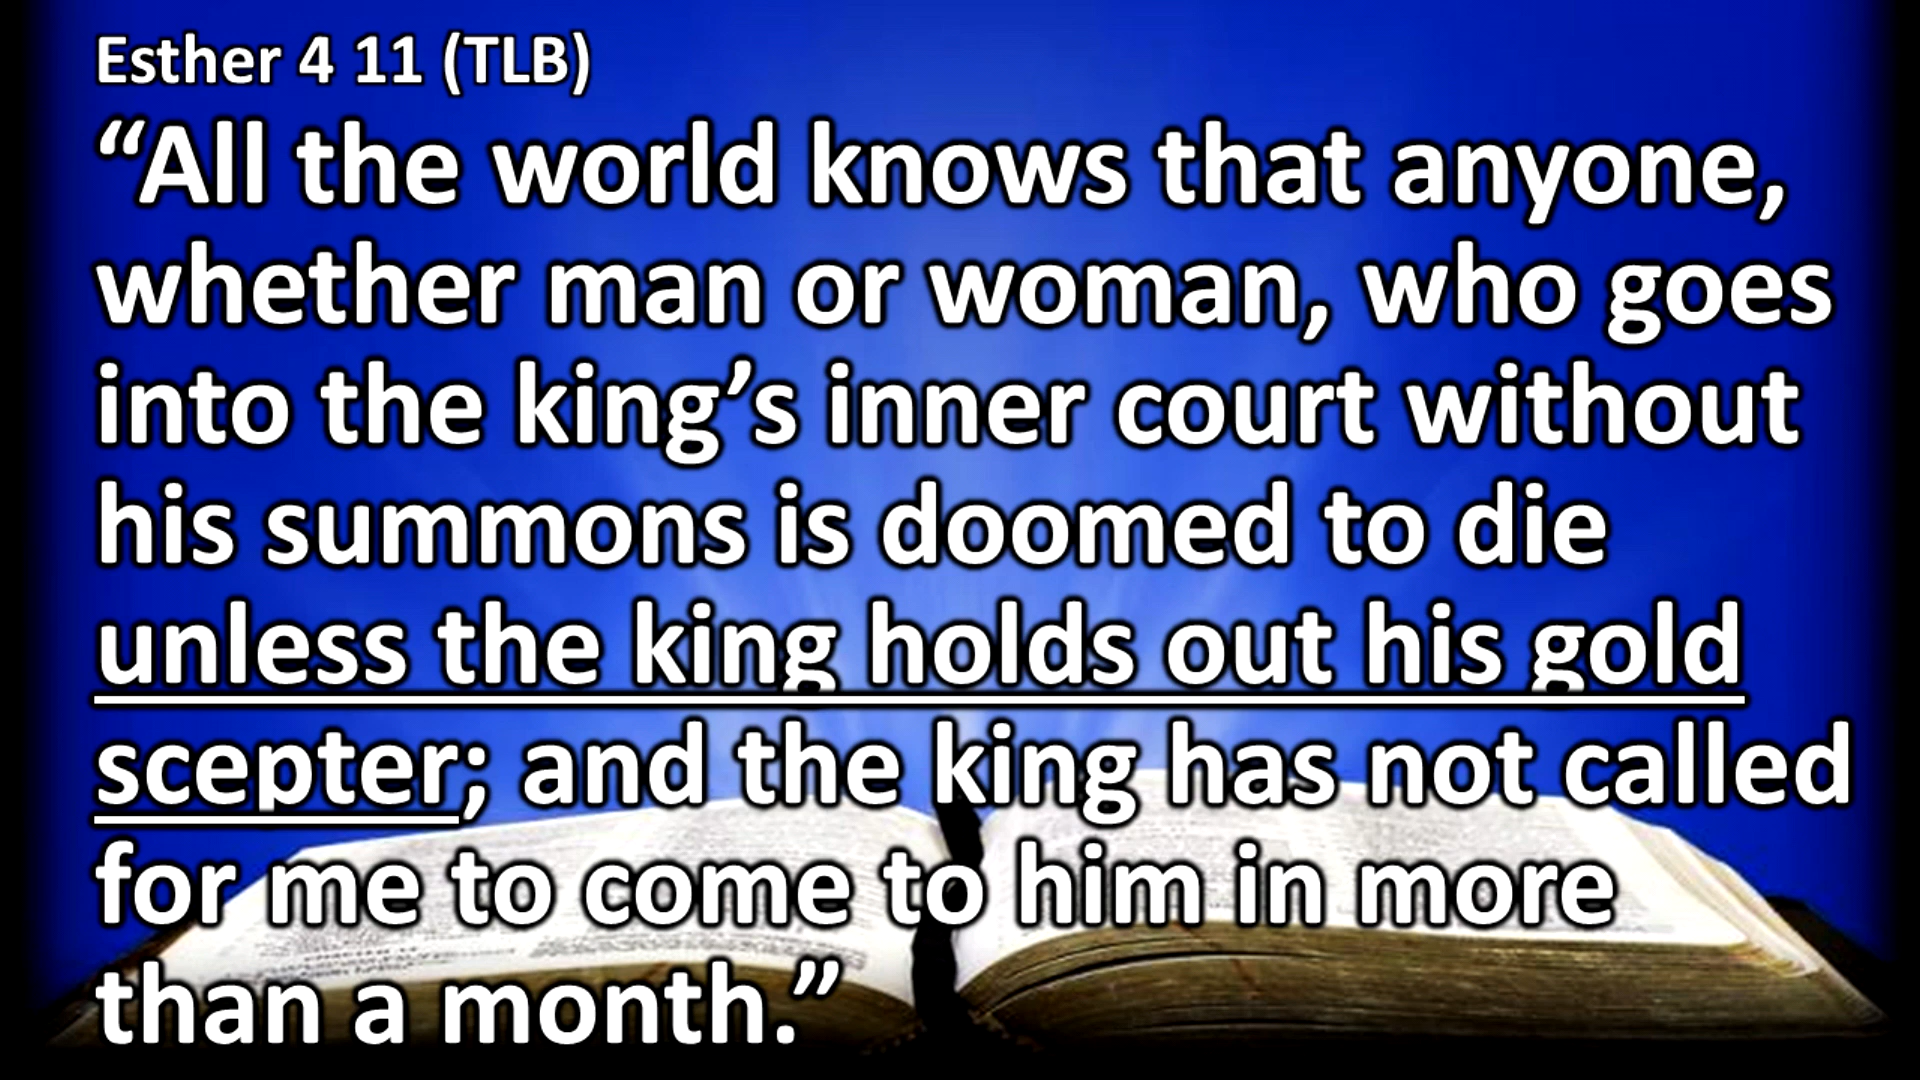 Esther 4 11 (TLB)
“All the world knows that anyone,
whether man or woman, who goes
into the king’s inner court without
his summons is doomed to die
unless the king holds out his gold
scepter; and the king has not called
for me to come to him in more
than a month.”